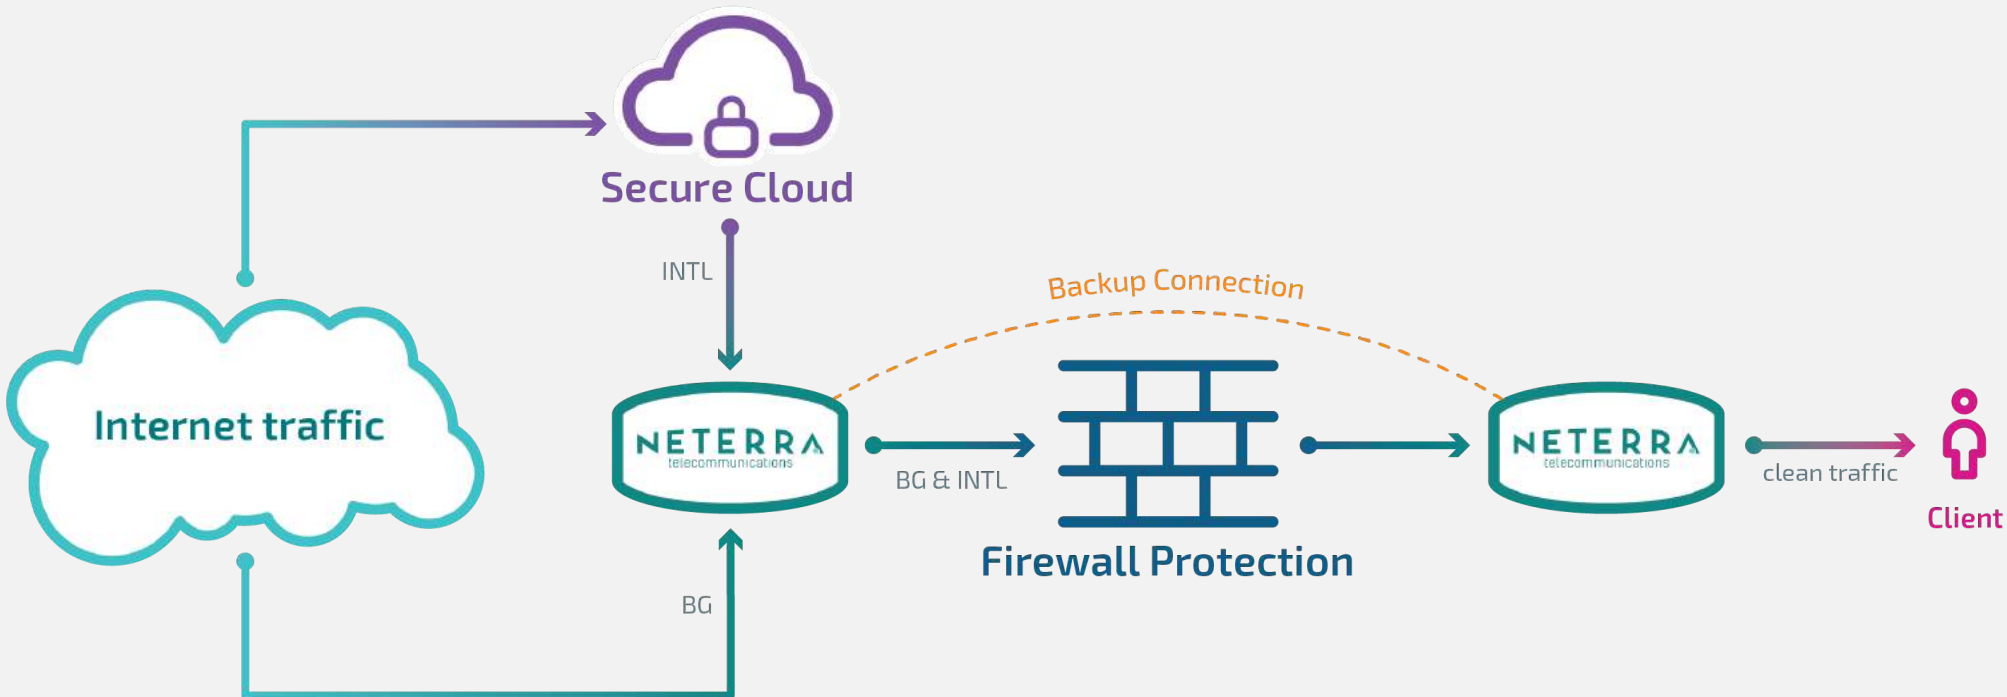 Secure Cloud
INTL
Backup Connection
Internet traffic
NETERRA
telecommunications
BG & INTL
NETERRA
telecommunications
clean traffic
Client
Firewall Protection
BG